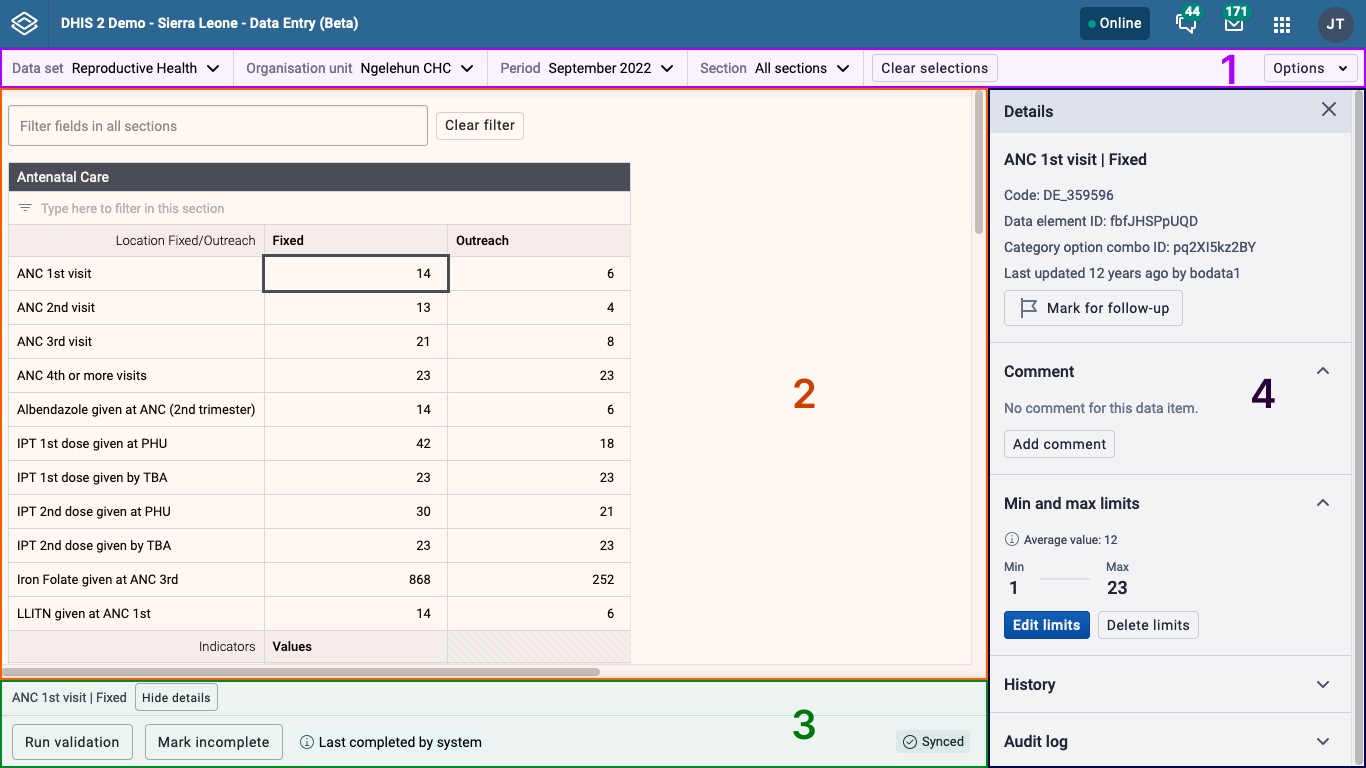 DHIS 2 Demo - Sierra Leone - Data Entry (Beta) Online 44 171 JT
Data set Reproductive Health Organisation unit Ngelehun CHC Period September 2022 Section All sections Clear selections 1 Options
Filter fields in all sections Clear filter
Antenatal Care
Type here to filter in this section
Location Fixed/Outreach Fixed Outreach
ANC 1st visit 14 6
ANC 2nd visit 13 4
ANC 3rd visit 21 8
ANC 4th or more visits 23 23
Albendazole given at ANC (2nd trimester) 14 6
IPT 1st dose given at PHU 42 18
IPT 1st dose given by TBA 23 23
IPT 2nd dose given at PHU 30 21
IPT 2nd dose given by TBA 23 23
Iron Folate given at ANC 3rd 868 252
LLITN given at ANC 1st 14 6
Indicators Values
2
ANC 1st visit | Fixed Hide details
Run validation Mark incomplete Last completed by system 3 Synced
Details
ANC 1st visit | Fixed
Code: DE_359596
Data element ID: fbfJHSPpUQD
Category option combo ID: pq2XI5kz2BY
Last updated 12 years ago by bodata1
Mark for follow-up
Comment
4
No comment for this data item.
Add comment
Min and max limits
Average value: 12
Min Max
1 23
Edit limits Delete limits
History
Audit log